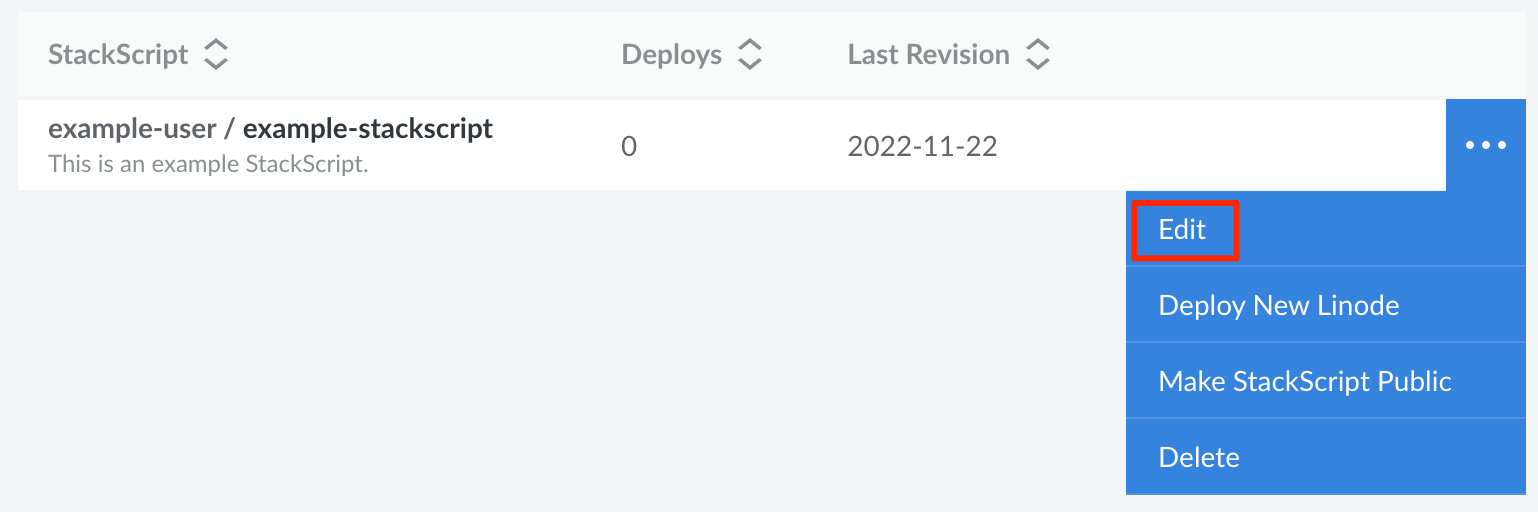 StackScript Deploys Last Revision
example-user / example-stackscript 0 2022-11-22
This is an example StackScript.
Edit
Deploy New Linode
Make StackScript Public
Delete